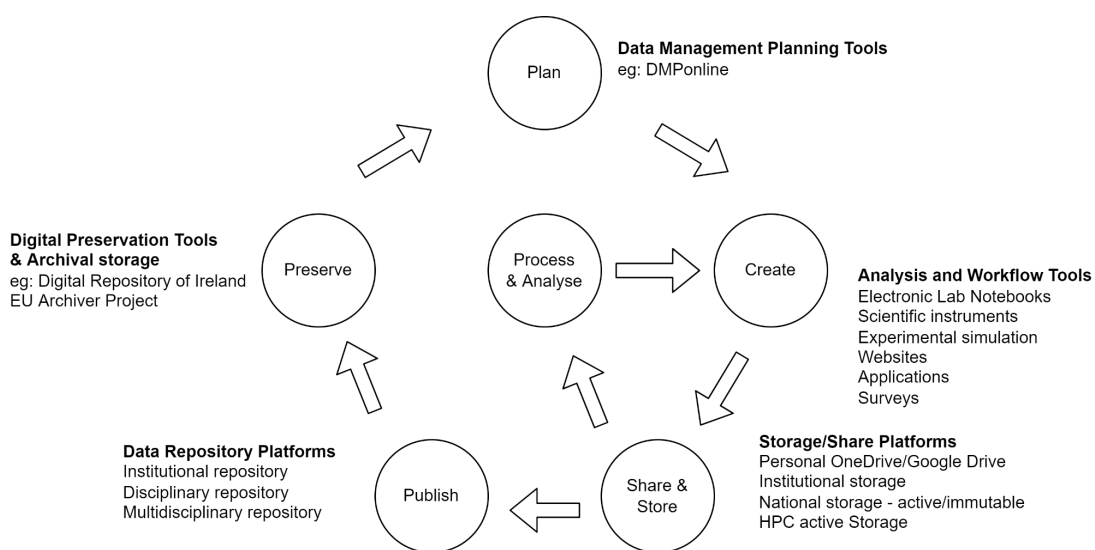 Plan
Data Management Planning Tools
eg: DMPonline
Digital Preservation Tools
& Archival storage
eg: Digital Repository of Ireland
EU Archiver Project
Preserve
Process
& Analyse
Create
Analysis and Workflow Tools
Electronic Lab Notebooks
Scientific instruments
Experimental simulation
Websites
Applications
Surveys
Data Repository Platforms
Institutional repository
Disciplinary repository
Multidisciplinary repository
Publish
Share &
Store
Storage/Share Platforms
Personal OneDrive/Google Drive
Institutional storage
National storage - active/immutable
HPC active Storage